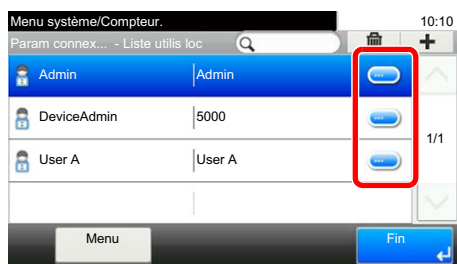 Menu système/Compteur. 10:10
Param connex... - Liste utilis loc
Admin Admin
DeviceAdmin 5000
User A User A
1/1
Menu Fin